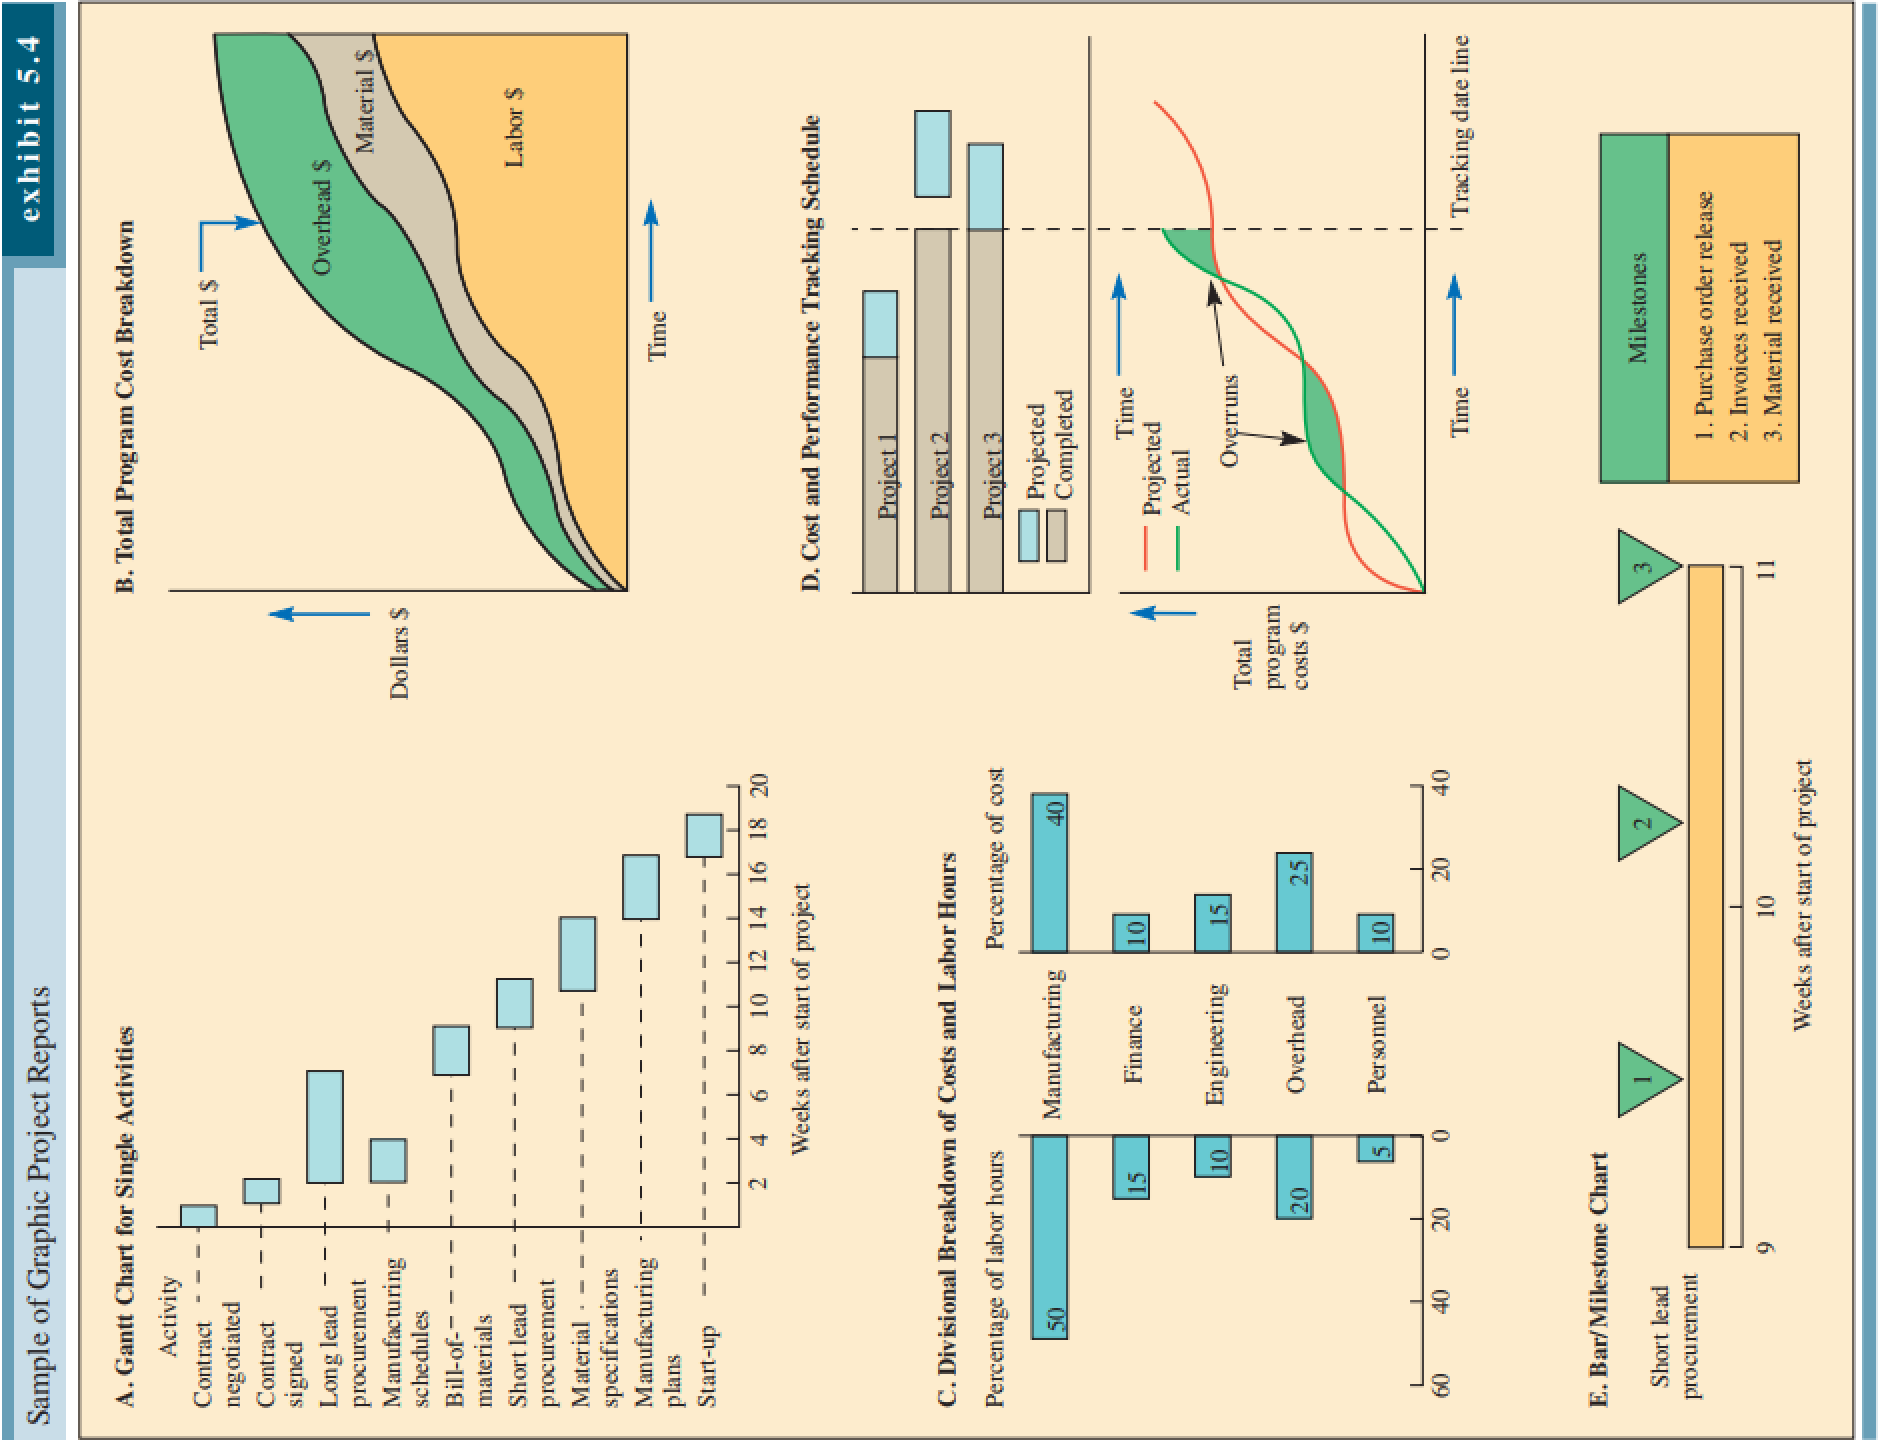 Sample of Graphic Project Reports
exhibit 5.4
A. Gantt Chart for Single Activities
Activity
Contract
negotiated
Contract
signed
Long lead
procurement
Manufacturing
schedules
Bill-of-
materials
Short lead
procurement
Material
specifications
Manufacturing
plans
Start-up
2 4 6 8 10 12 14 16 18 20
Weeks after start of project
B. Total Program Cost Breakdown
Total $
Overhead $
Material $
Labor $
Dollars $
Time
C. Divisional Breakdown of Costs and Labor Hours
Percentage of labor hours
Percentage of cost
50 Manufacturing 40
15 Finance 10
10 Engineering 15
20 Overhead 25
5 Personnel 10
60 40 20 0 0 20 40
D. Cost and Performance Tracking Schedule
Project 1
Project 2
Project 3
Projected
Completed
Time
Projected
Actual
Overruns
Total
program
costs $
Time
Tracking date line
E. Bar/Milestone Chart
1 2 3
Short lead
procurement
9 10 11
Weeks after start of project
Milestones
1. Purchase order release
2. Invoices received
3. Material received